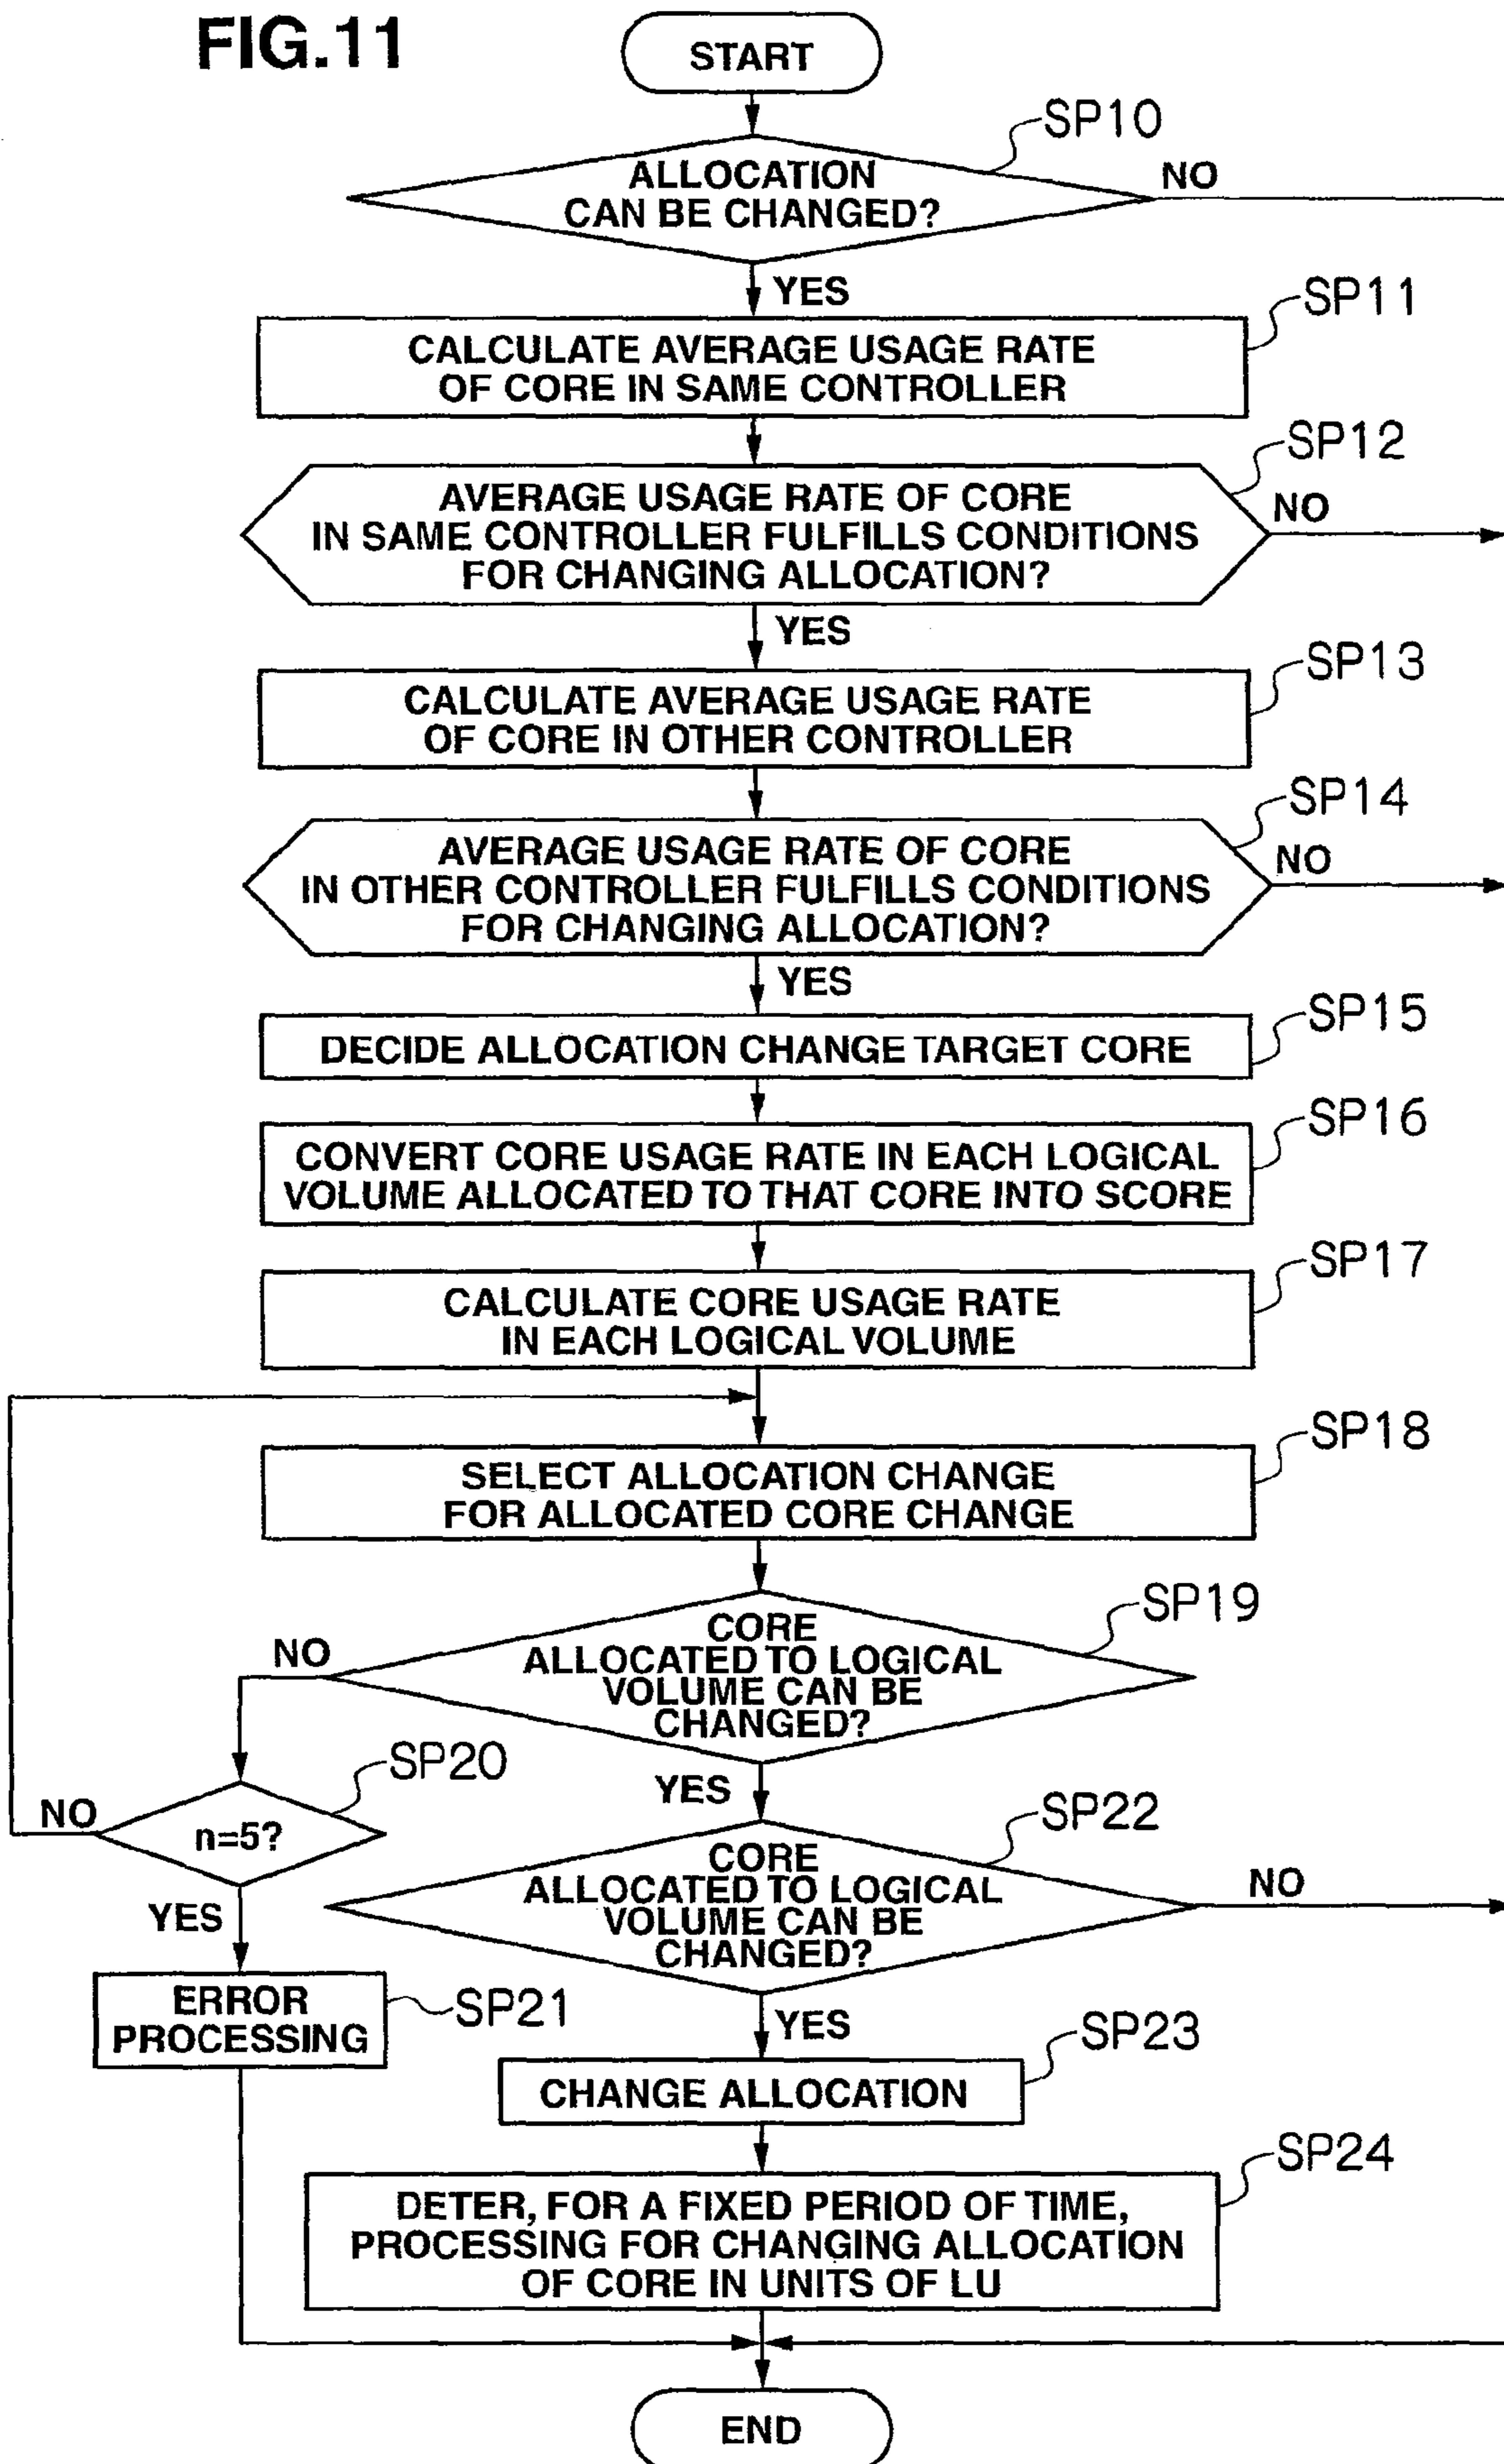 FIG.11
START
SP10
ALLOCATION
CAN BE CHANGED?
NO
YES
SP11
CALCULATE AVERAGE USAGE RATE
OF CORE IN SAME CONTROLLER
SP12
AVERAGE USAGE RATE OF CORE
IN SAME CONTROLLER FULFILLS CONDITIONS
FOR CHANGING ALLOCATION?
NO
YES
SP13
CALCULATE AVERAGE USAGE RATE
OF CORE IN OTHER CONTROLLER
SP14
AVERAGE USAGE RATE OF CORE
IN OTHER CONTROLLER FULFILLS CONDITIONS
FOR CHANGING ALLOCATION?
NO
YES
SP15
DECIDE ALLOCATION CHANGE TARGET CORE
SP16
CONVERT CORE USAGE RATE IN EACH LOGICAL
VOLUME ALLOCATED TO THAT CORE INTO SCORE
SP17
CALCULATE CORE USAGE RATE
IN EACH LOGICAL VOLUME
SP18
SELECT ALLOCATION CHANGE
FOR ALLOCATED CORE CHANGE
SP19
CORE
ALLOCATED TO LOGICAL
VOLUME CAN BE
CHANGED?
NO
YES
SP20
n=5?
NO
YES
SP21
ERROR
PROCESSING
SP22
CORE
ALLOCATED TO LOGICAL
VOLUME CAN BE
CHANGED?
NO
YES
SP23
CHANGE ALLOCATION
SP24
DETER, FOR A FIXED PERIOD OF TIME,
PROCESSING FOR CHANGING ALLOCATION
OF CORE IN UNITS OF LU
END